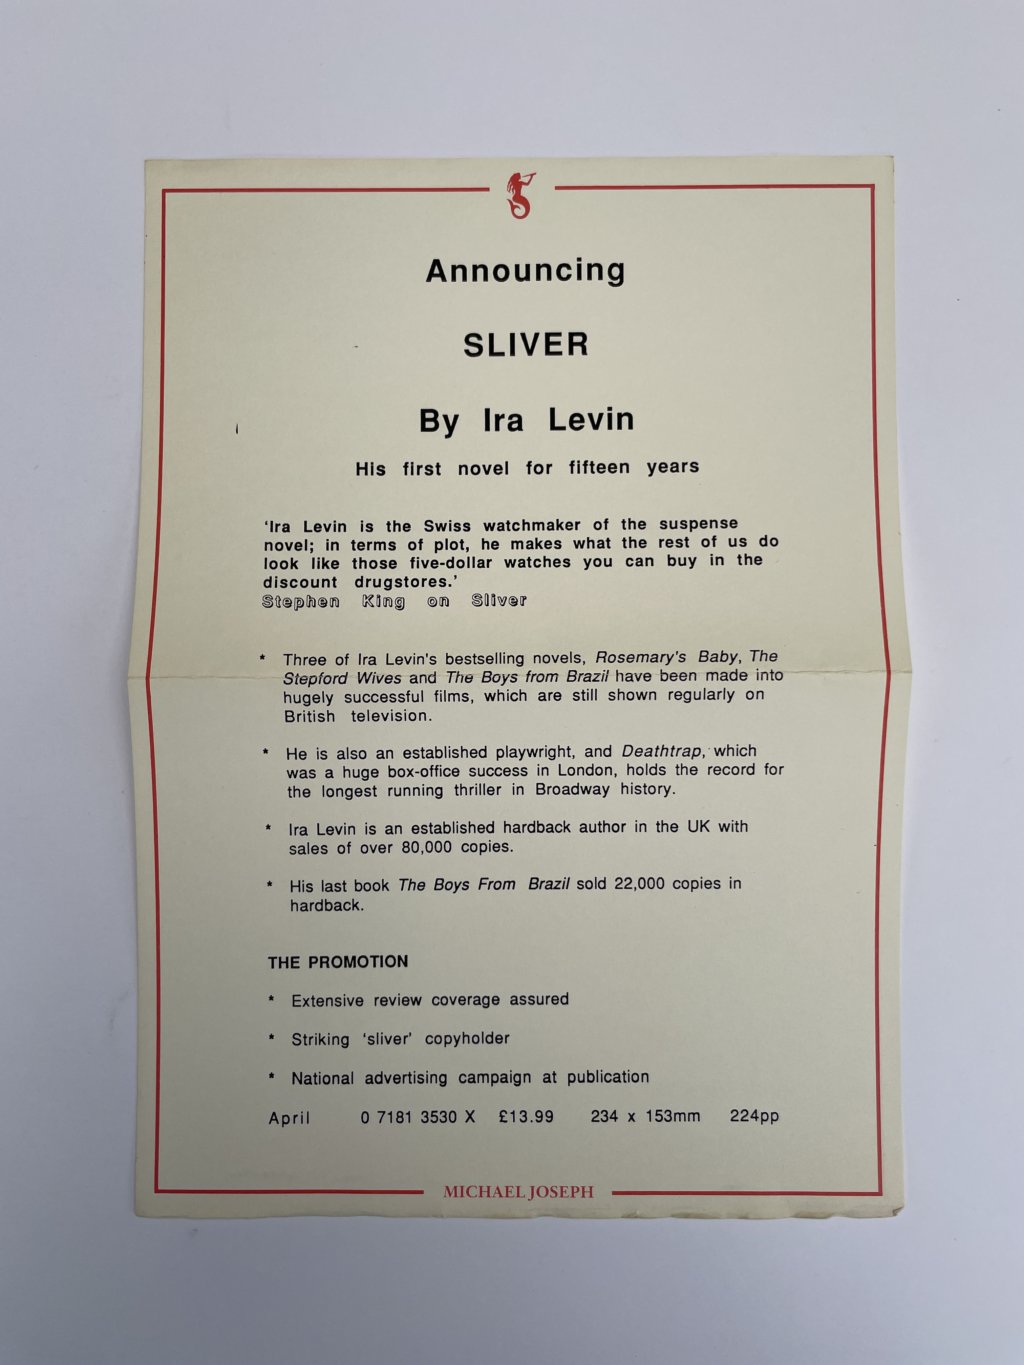 Announcing
SLIVER
By Ira Levin
His first novel for fifteen years
'Ira Levin is the Swiss watchmaker of the suspense
novel; in terms of plot, he makes what the rest of us do
look like those five-dollar watches you can buy in the
discount drugstores.'
Stephen King on Sliver
* Three of Ira Levin's bestselling novels, Rosemary's Baby, The
Stepford Wives and The Boys from Brazil have been made into
hugely successful films, which are still shown regularly on
British television.
* He is also an established playwright, and Deathtrap, which
was a huge box-office success in London, holds the record for
the longest running thriller in Broadway history.
* Ira Levin is an established hardback author in the UK with
sales of over 80,000 copies.
* His last book The Boys From Brazil sold 22,000 copies in
hardback.
THE PROMOTION
* Extensive review coverage assured
* Striking 'sliver' copyholder
* National advertising campaign at publication
April 0 7181 3530 X £13.99 234 x 153mm 224pp
MICHAEL JOSEPH